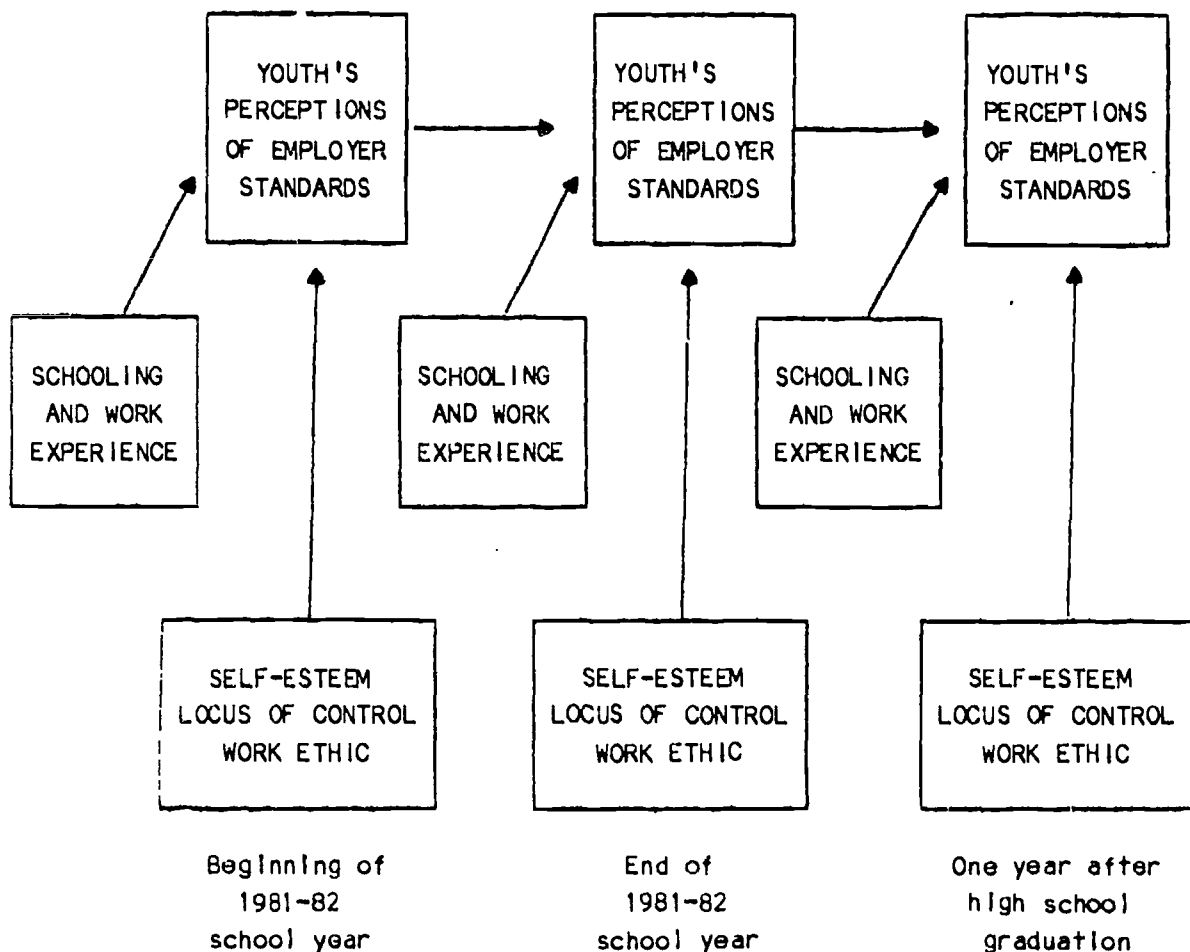 YOUTH'S
PERCEPTIONS
OF EMPLOYER
STANDARDS
YOUTH'S
PERCEPTIONS
OF EMPLOYER
STANDARDS
YOUTH'S
PERCEPTIONS
OF EMPLOYER
STANDARDS
SCHOOLING
AND WORK
EXPERIENCE
SCHOOLING
AND WORK
EXPERIENCE
SCHOOLING
AND WORK
EXPERIENCE
SELF-ESTEEM
LOCUS OF CONTROL
WORK ETHIC
SELF-ESTEEM
LOCUS OF CONTROL
WORK ETHIC
SELF-ESTEEM
LOCUS OF CONTROL
WORK ETHIC
Beginning of
1981-82
school year
End of
1981-82
school year
One year after
high school
graduation